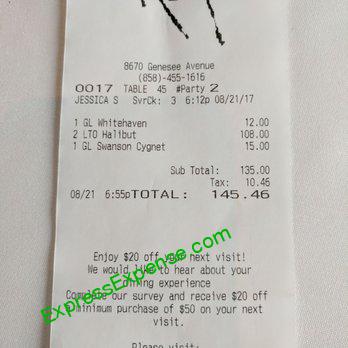 8670 Genesee Avenue
(858)-455-1616
0017 TABLE 45 #Party 2
JESSICA S SvrCk: 3 6:12p 08/21/17
1 GL Whitehaven 12.00
2 LTO Halibut 108.00
1 GL Swanson Cygnet 15.00
Sub Total: 135.00
Tax: 10.46
08/21 6:55pTOTAL: 145.46
Enjoy $20 off your next visit!
We would like to hear about your
dining experience
Complete our survey and receive $20 off
minimum purchase of $50 on your next
visit.
Please visit:
ExpressExpense.com